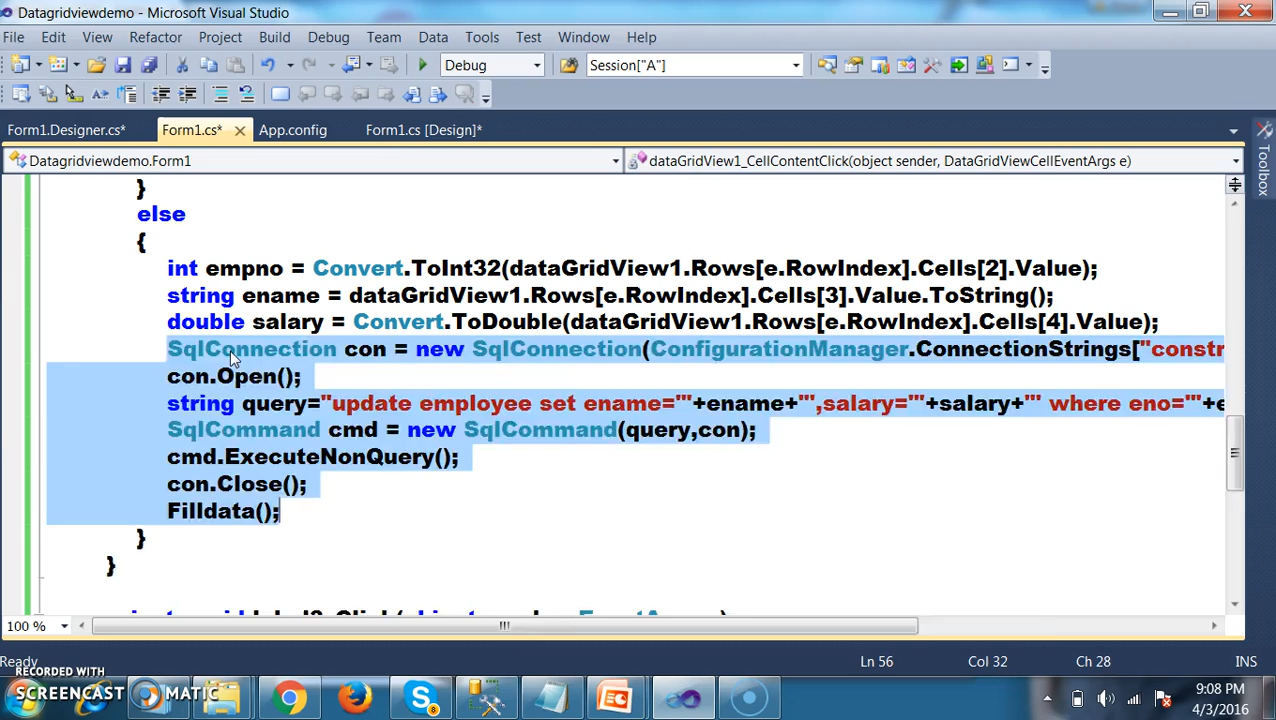 Datagridviewdemo - Microsoft Visual Studio
File Edit View Refactor Project Build Debug Team Data Tools Test Window Help
Debug Session["A"]
Form1.Designer.cs* Form1.cs* App.config Form1.cs [Design]*
Datagridviewdemo.Form1 dataGridView1_CellContentClick(object sender, DataGridViewCellEventArgs e)
Toolbox
}
else
{
int empno = Convert.ToInt32(dataGridView1.Rows[e.RowIndex].Cells[2].Value);
string ename = dataGridView1.Rows[e.RowIndex].Cells[3].Value.ToString();
double salary = Convert.ToDouble(dataGridView1.Rows[e.RowIndex].Cells[4].Value);
SqlConnection con = new SqlConnection(ConfigurationManager.ConnectionStrings["constr
con.Open();
string query="update employee set ename='"+ename+"',salary='"+salary+"' where eno='"+e
SqlCommand cmd = new SqlCommand(query,con);
cmd.ExecuteNonQuery();
con.Close();
Filldata();
}
}
100 %
Ready Ln 56 Col 32 Ch 28 INS
RECORDED WITH
SCREENCAST MATIC
9:08 PM
4/3/2016